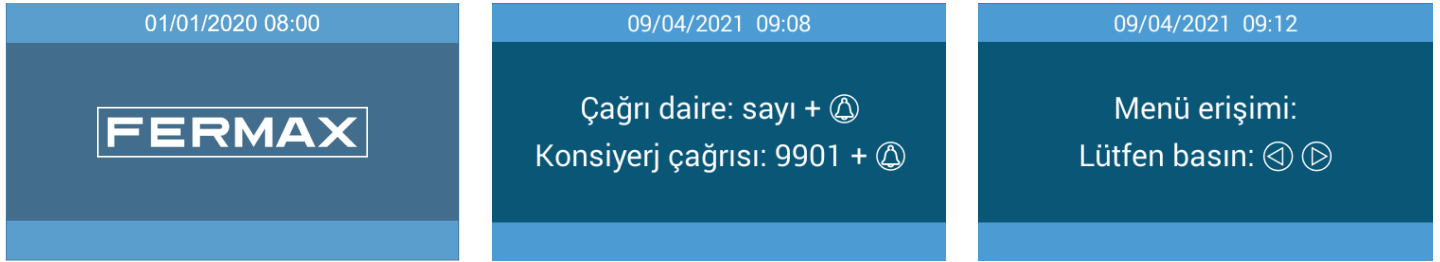 01/01/2020 08:00
FERMAX
09/04/2021 09:08
Çağrı daire: sayı +
Konsiyerj çağrısı: 9901 +
09/04/2021 09:12
Menü erişimi:
Lütfen basın: